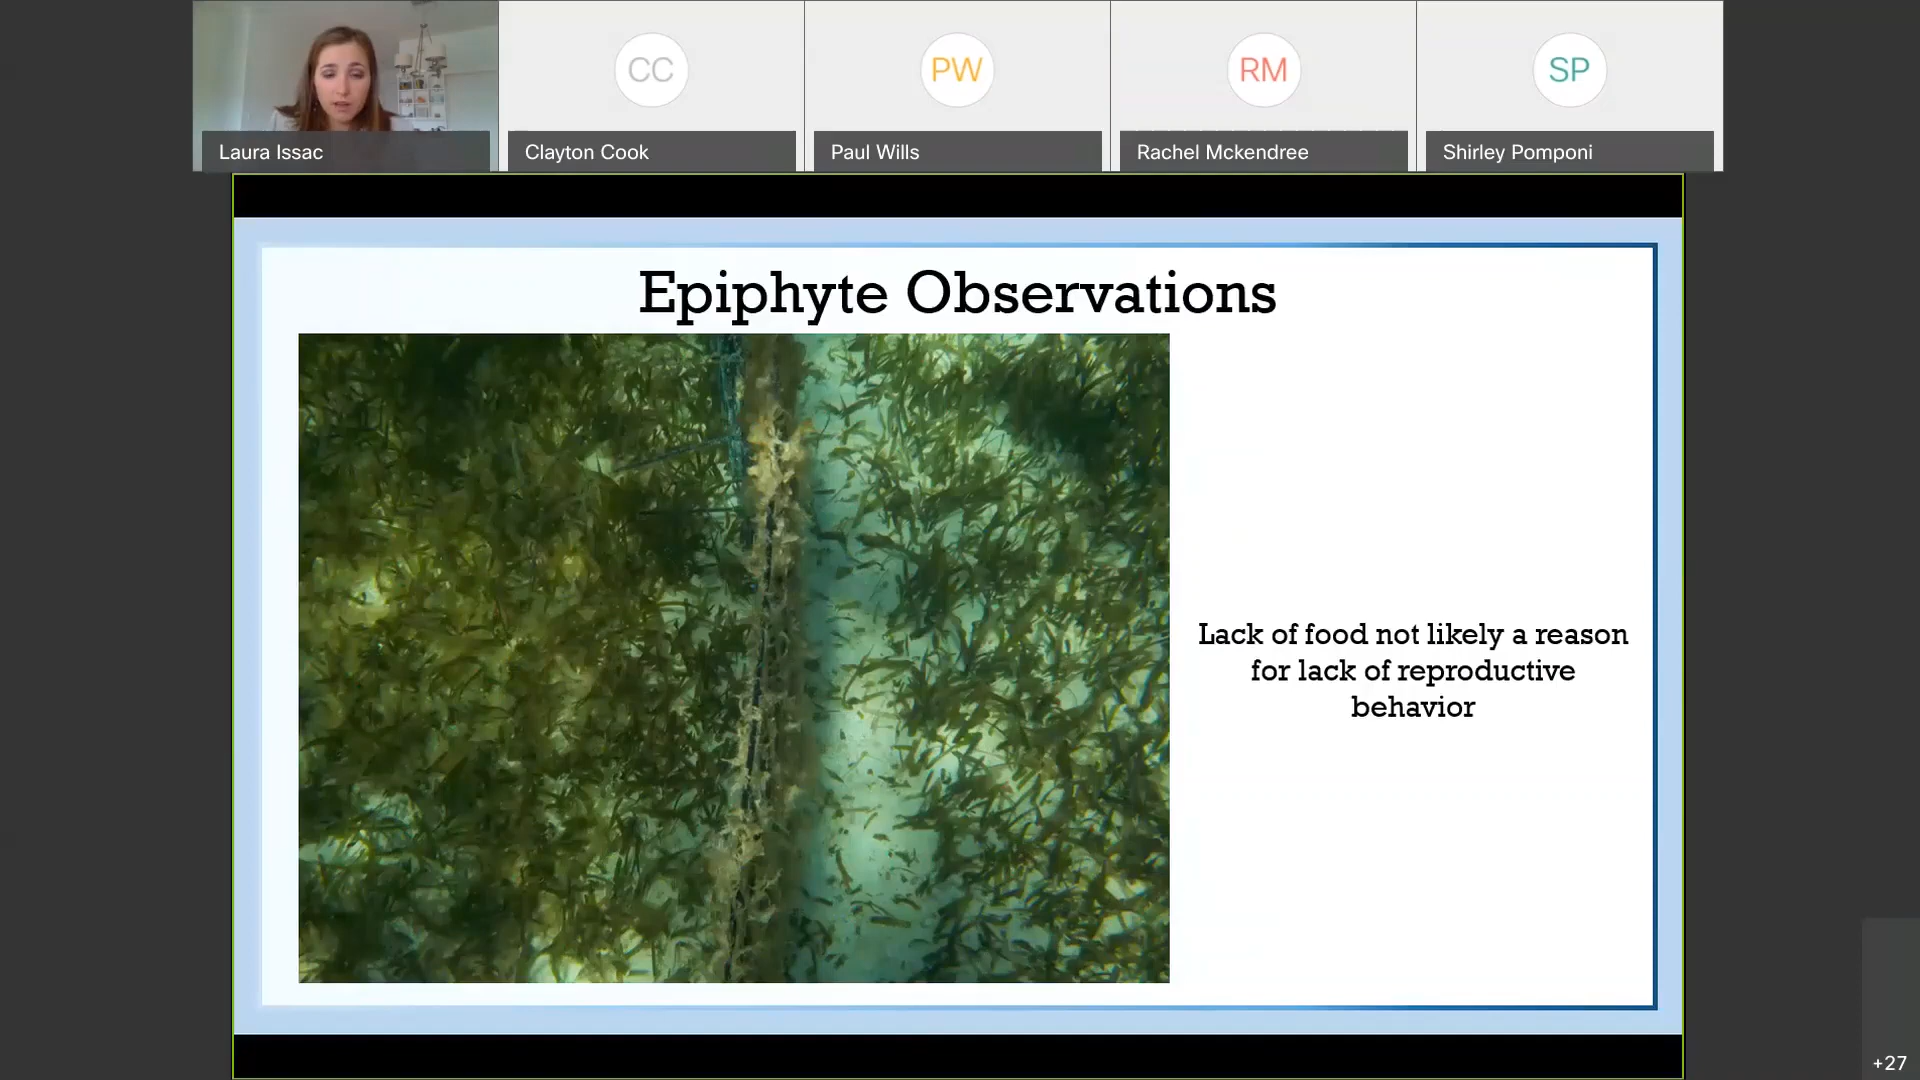 CC
PW
RM
SP
Laura Issac
Clayton Cook
Paul Wills
Rachel Mckendree
Shirley Pomponi
Epiphyte Observations
Lack of food not likely a reason
for lack of reproductive
behavior
+27